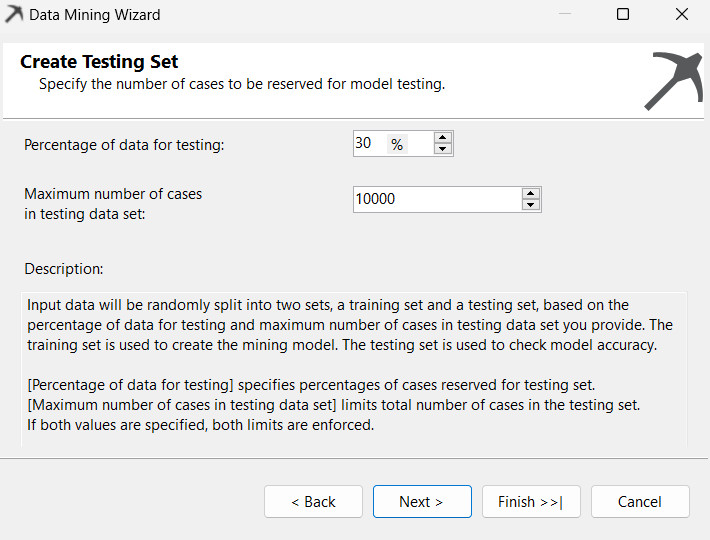 Data Mining Wizard
Create Testing Set
Specify the number of cases to be reserved for model testing.
Percentage of data for testing:
30 %
Maximum number of cases
in testing data set:
10000
Description:
Input data will be randomly split into two sets, a training set and a testing set, based on the
percentage of data for testing and maximum number of cases in testing data set you provide. The
training set is used to create the mining model. The testing set is used to check model accuracy.
[Percentage of data for testing] specifies percentages of cases reserved for testing set.
[Maximum number of cases in testing data set] limits total number of cases in the testing set.
If both values are specified, both limits are enforced.
< Back
Next >
Finish >>|
Cancel